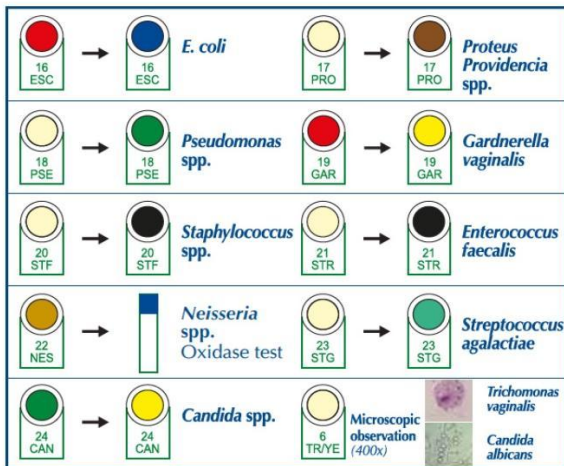 16
ESC
16
ESC
E. coli
17
PRO
17
PRO
Proteus
Providencia
spp.
18
PSE
18
PSE
Pseudomonas
spp.
19
GAR
19
GAR
Gardnerella
vaginalis
20
STF
20
STF
Staphylococcus
spp.
21
STR
21
STR
Enterococcus
faecalis
22
NES
Neisseria
spp.
Oxidase test
23
STG
23
STG
Streptococcus
agalactiae
24
CAN
24
CAN
Candida spp.
6
TR/YE
Microscopic
observation
(400x)
Trichomonas
vaginalis
Candida
albicans